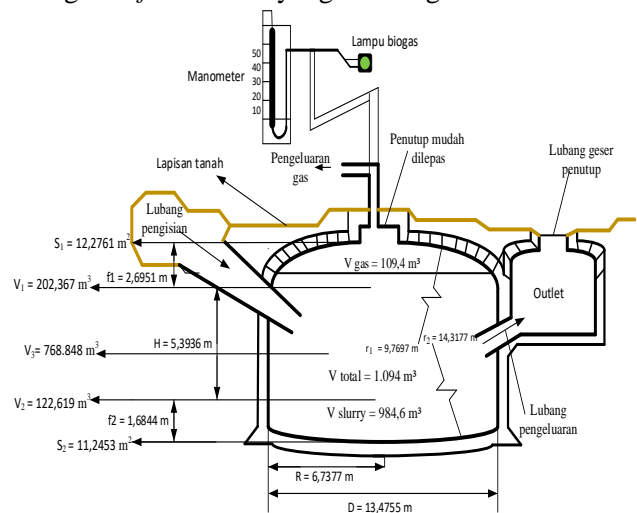 Lampu biogas
50
40
30
20
10
Manometer
Pengeluaran
gas
Penutup mudah
dilepas
Lubang geser
penutup
Lapisan tanah
Lubang
pengisian
S₁ = 12,2761 m²
f1 = 2,6951 m
V₁ = 202,367 m³
V gas = 109,4 m³
Outlet
H = 5,3936 m
r₁ = 9,7697 m
r₂ = 14,3177 m
V₃= 768.848 m³
V total = 1.094 m³
V₂ = 122,619 m³
V slurry = 984,6 m³
f2 = 1,6844 m
Lubang
pengeluaran
S₂ = 11,2453 m²
R = 6,7377 m
D = 13,4755 m